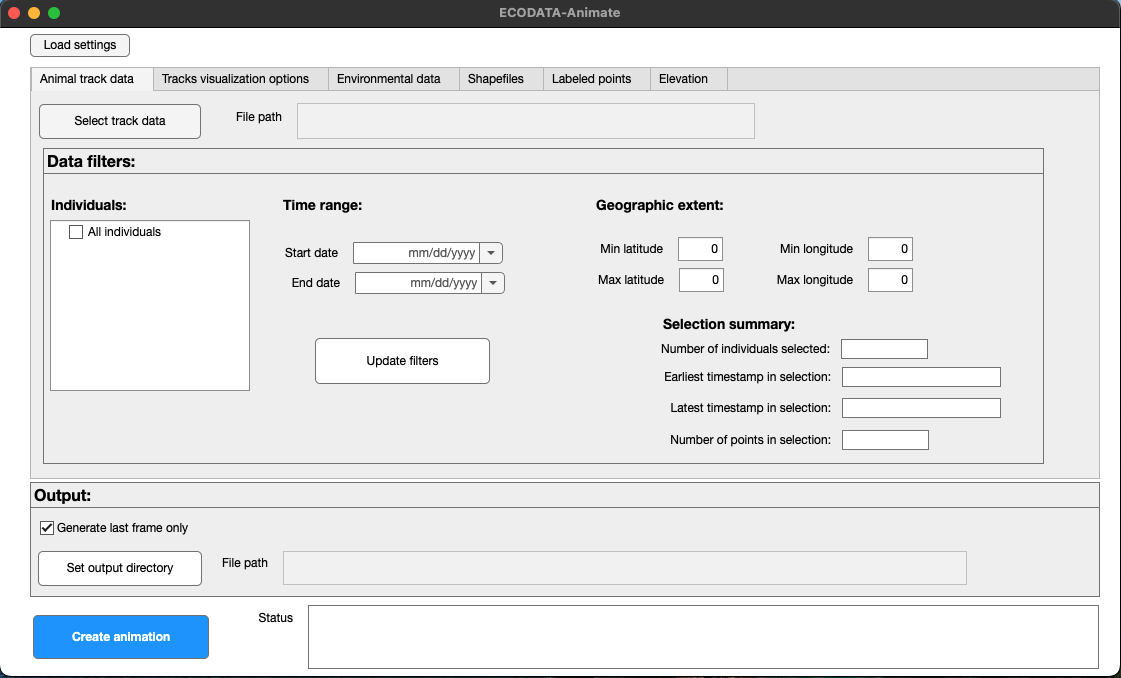 ECODATA-Animate
Load settings
Animal track data Tracks visualization options Environmental data Shapefiles Labeled points Elevation
Select track data File path
Data filters:
Individuals: Time range: Geographic extent:
All individuals
Start date mm/dd/yyyy Min latitude 0 Min longitude 0
End date mm/dd/yyyy Max latitude 0 Max longitude 0
Selection summary:
Number of individuals selected:
Update filters
Earliest timestamp in selection:
Latest timestamp in selection:
Number of points in selection:
Output:
Generate last frame only
Set output directory File path
Status
Create animation